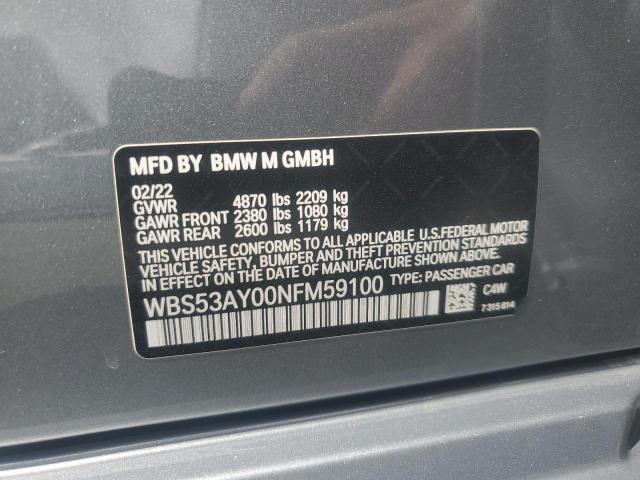 MFD BY BMW M GMBH
02/22
GVWR 4870 lbs 2209 kg
GAWR FRONT 2380 lbs 1080 kg
GAWR REAR 2600 lbs 1179 kg
THIS VEHICLE CONFORMS TO ALL APPLICABLE U.S.FEDERAL MOTOR
VEHICLE SAFETY, BUMPER, AND THEFT PREVENTION STANDARDS
IN EFFECT ON THE DATE OF MANUFACTURE SHOWN ABOVE.
WBS53AY00NFM59100 TYPE: PASSENGER CAR
C4W
7315814